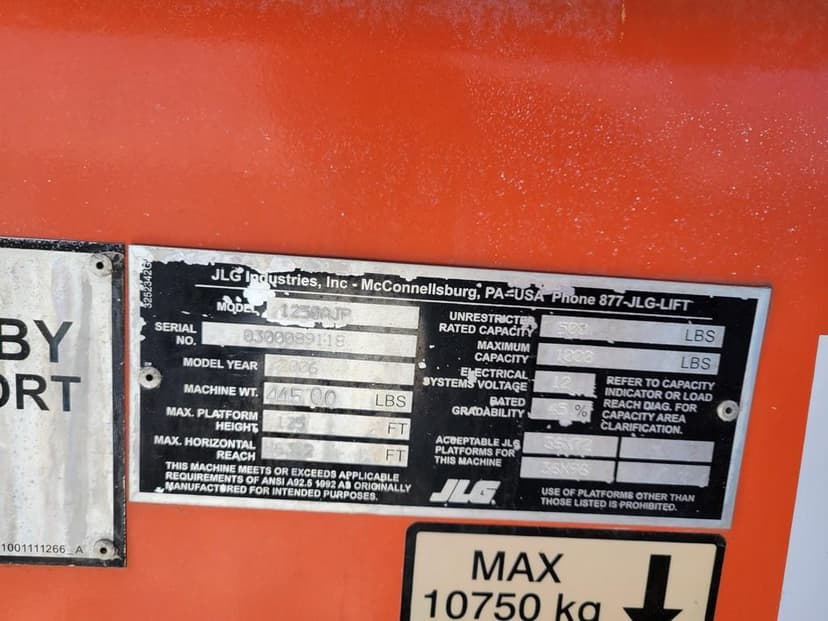 BY
ORT
1001111266_A
3252342G
JLG Industries, Inc - McConnellsburg, PA-USA Phone 877-JLG-LIFT
MODEL 1250AJP
SERIAL NO. 0300089118
MODEL YEAR 2006
MACHINE WT. 44500 LBS
MAX. PLATFORM HEIGHT 125 FT
MAX. HORIZONTAL REACH FT
THIS MACHINE MEETS OR EXCEEDS APPLICABLE
REQUIREMENTS OF ANSI A92.5 1992 AS ORIGINALLY
MANUFACTURED FOR INTENDED PURPOSES.
UNRESTRICTED RATED CAPACITY 500 LBS
MAXIMUM CAPACITY 1000 LBS
ELECTRICAL SYSTEMS VOLTAGE 12
RATED GRADABILITY 45 %
REFER TO CAPACITY
INDICATOR OR LOAD
REACH DIAG. FOR
CAPACITY AREA
CLARIFICATION.
ACCEPTABLE JLG
PLATFORMS FOR
THIS MACHINE
36X72
36X96
JLG
USE OF PLATFORMS OTHER THAN
THOSE LISTED IS PROHIBITED.
MAX
10750 kg